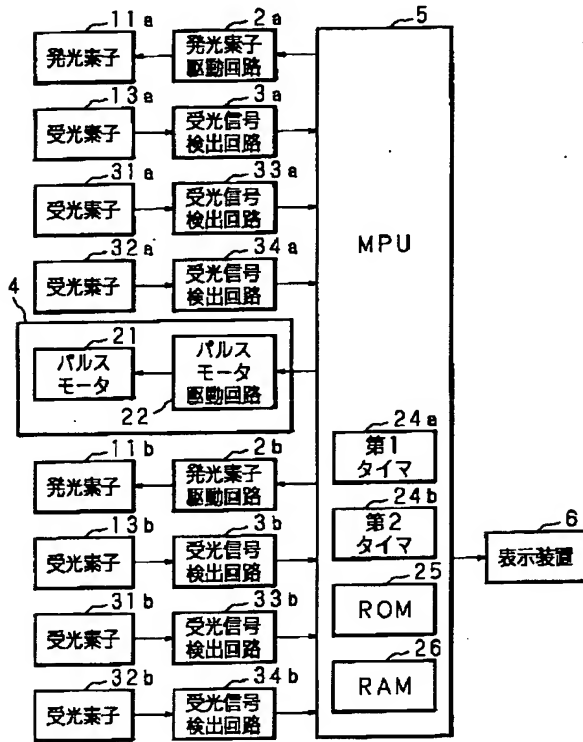 11a 2a 5
発光素子
発光素子
駆動回路
13a 3a
受光素子
受光信号
検出回路
31a 33a
受光素子
受光信号
検出回路
MPU
32a 34a
受光素子
受光信号
検出回路
4
21
パルス
モータ
パルス
モータ
駆動回路
22
24a
第1
タイマ
11b 2b
発光素子
発光素子
駆動回路
24b
第2
タイマ
6
表示装置
13b 3b
受光素子
受光信号
検出回路
25
ROM
31b 33b
受光素子
受光信号
検出回路
26
RAM
32b 34b
受光素子
受光信号
検出回路